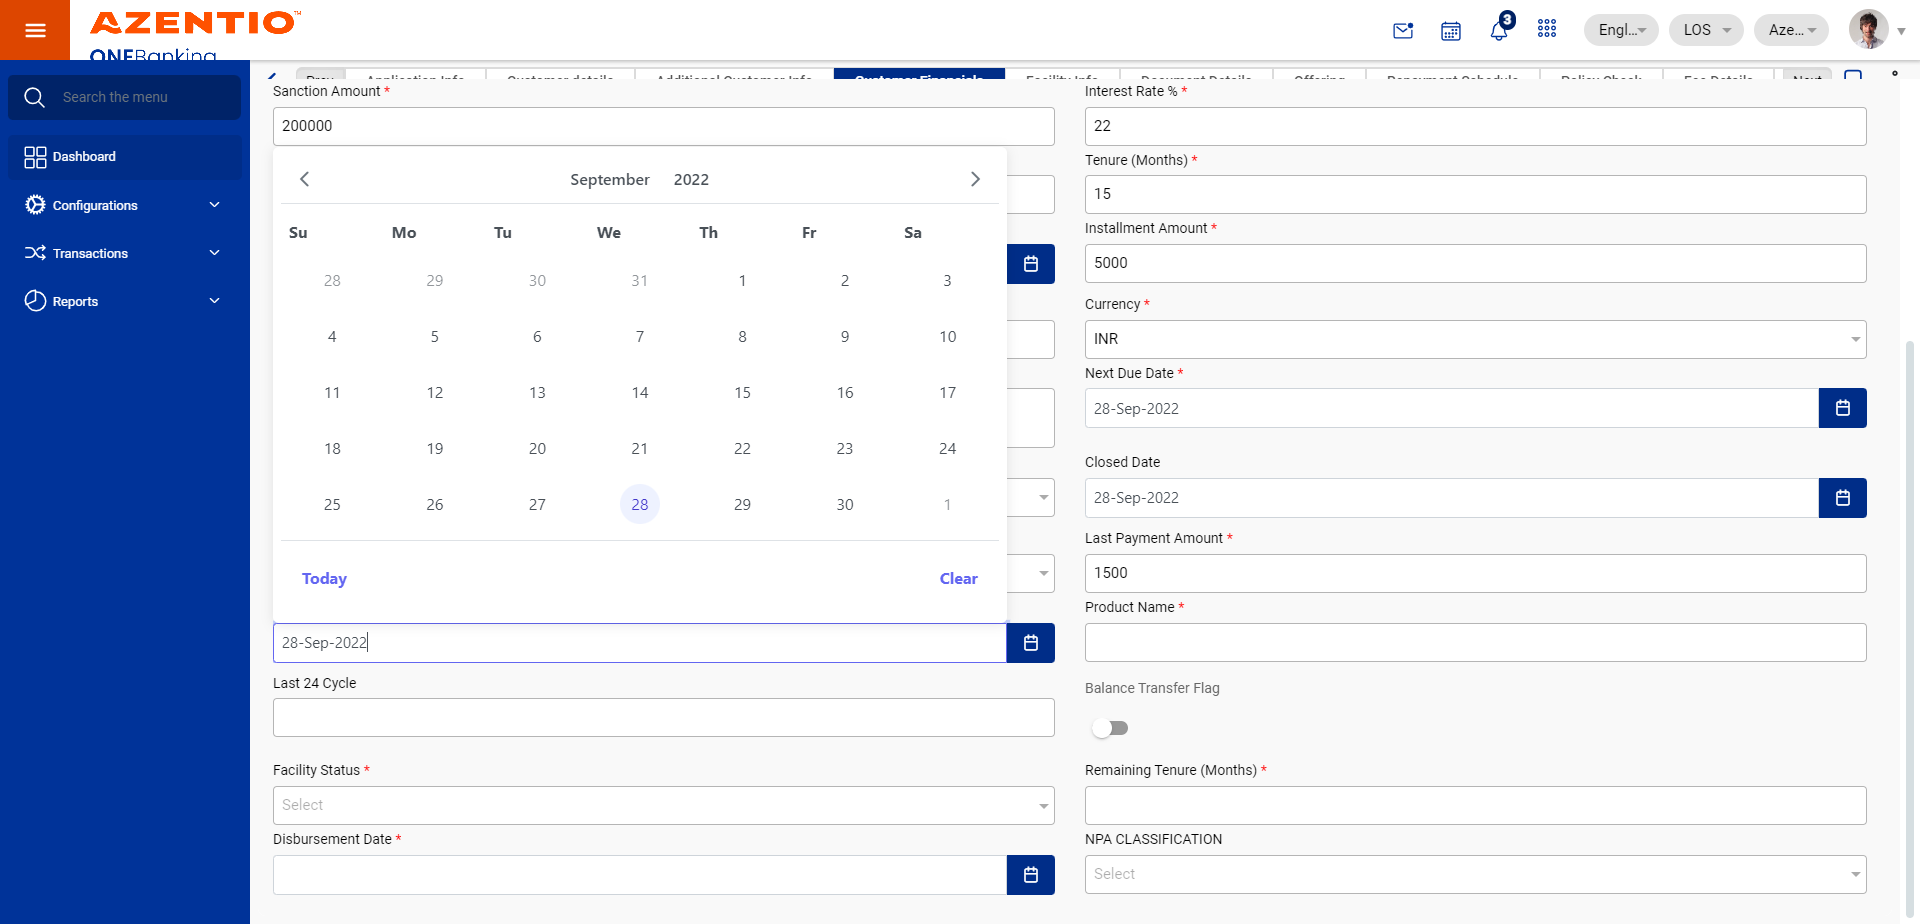 AZENTIO™
ONEBanking
3
Engl...
LOS
Aze...
Search the menu
Dashboard
Configurations
Transactions
Reports
Prev
Application Info
Customer details
Additional Customer Info
Customer Financials
Facility Info
Document Details
Offering
Repayment Schedule
Policy Check
Fee Details
Next
Sanction Amount *
200000
Interest Rate % *
22
Tenure (Months) *
15
Installment Amount *
5000
Currency *
INR
Next Due Date *
28-Sep-2022
Closed Date
28-Sep-2022
Last Payment Amount *
1500
Product Name *
September 2022
Su Mo Tu We Th Fr Sa
28 29 30 31 1 2 3
4 5 6 7 8 9 10
11 12 13 14 15 16 17
18 19 20 21 22 23 24
25 26 27 28 29 30 1
Today Clear
28-Sep-2022
Last 24 Cycle
Balance Transfer Flag
Facility Status *
Select
Remaining Tenure (Months) *
Disbursement Date *
NPA CLASSIFICATION
Select